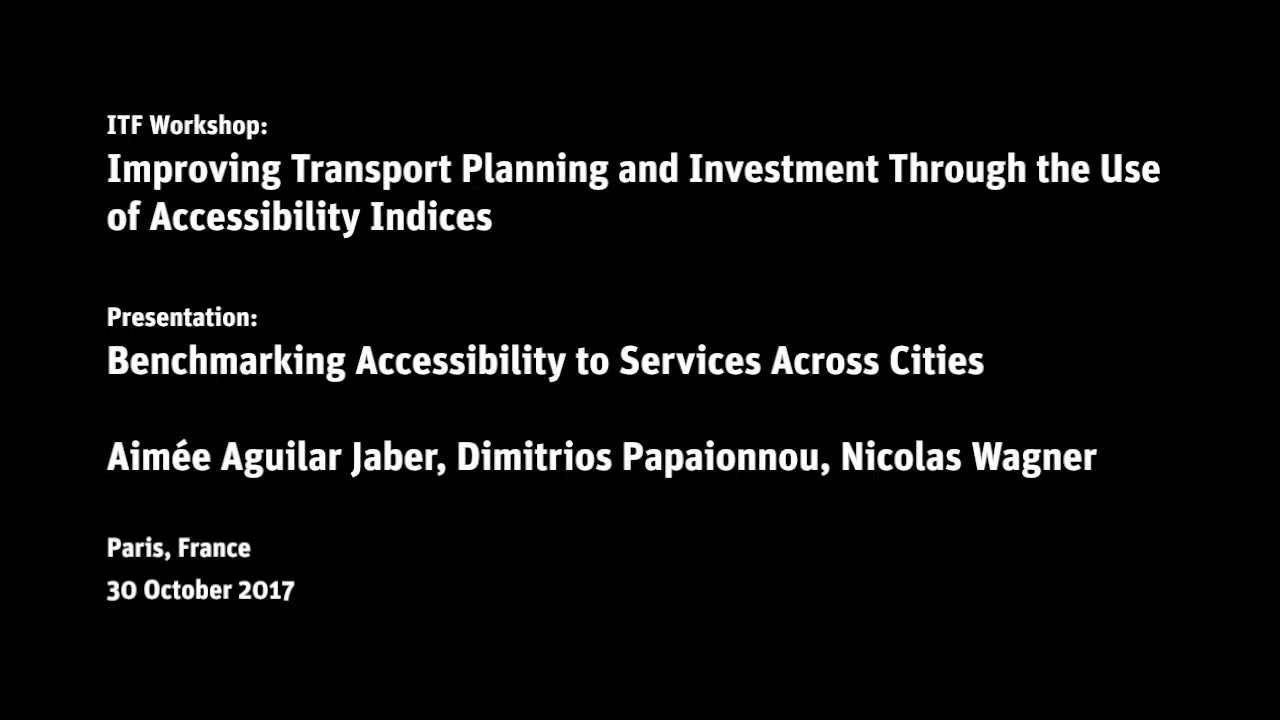 ITF Workshop:
Improving Transport Planning and Investment Through the Use
of Accessibility Indices
Presentation:
Benchmarking Accessibility to Services Across Cities
Aimée Aguilar Jaber, Dimitrios Papaionnou, Nicolas Wagner
Paris, France
30 October 2017